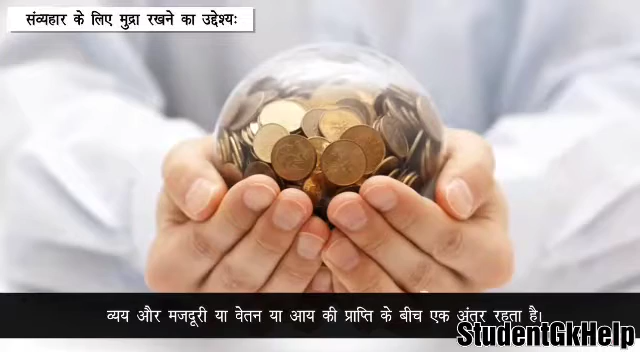 संव्यहार के लिए मुद्रा रखने का उद्देश्यः
व्यय और मजदूरी या वेतन या आय की प्राप्ति के बीच एक अंतर रहता है।
StudentGkHelp